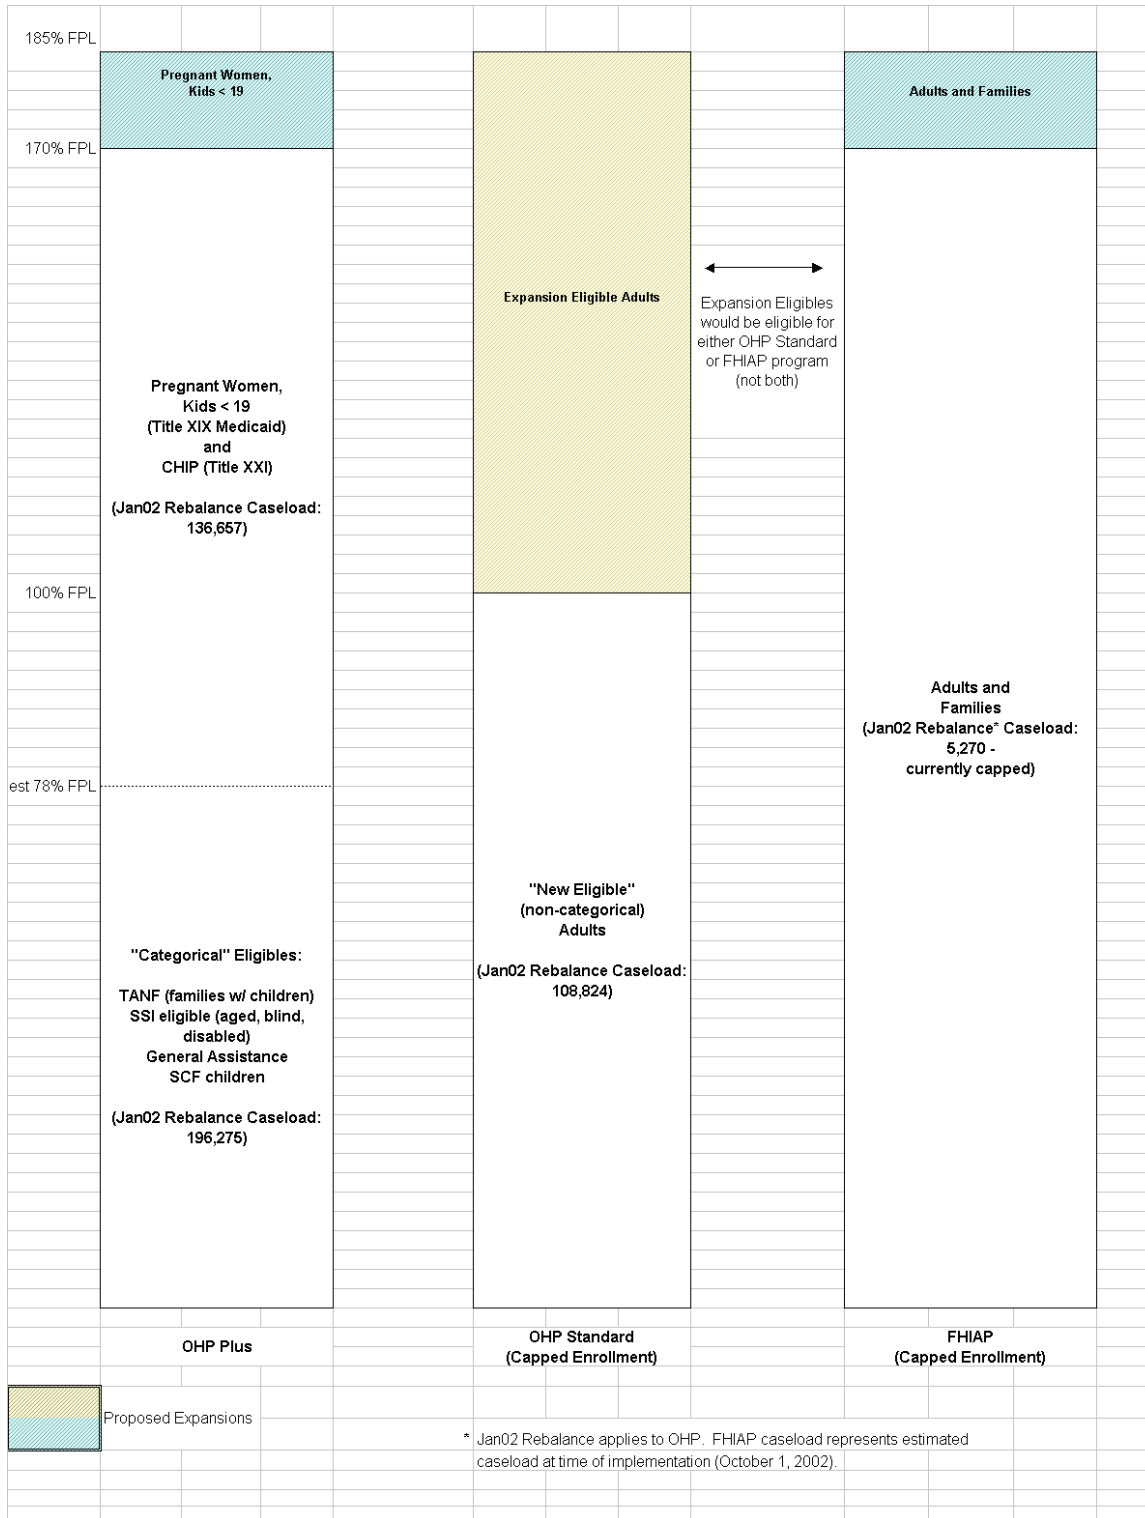 185% FPL
Pregnant Women,
Kids < 19
Adults and Families
170% FPL
Expansion Eligible Adults
Expansion Eligibles
would be eligible for
either OHP Standard
or FHIAP program
(not both)
Pregnant Women,
Kids < 19
(Title XIX Medicaid)
and
CHIP (Title XXI)
(Jan02 Rebalance Caseload:
136,657)
100% FPL
Adults and
Families
(Jan02 Rebalance* Caseload:
5,270 -
currently capped)
est 78% FPL
"New Eligible"
(non-categorical)
Adults
(Jan02 Rebalance Caseload:
108,824)
"Categorical" Eligibles:
TANF (families w/ children)
SSI eligible (aged, blind,
disabled)
General Assistance
SCF children
(Jan02 Rebalance Caseload:
196,275)
OHP Plus
OHP Standard
(Capped Enrollment)
FHIAP
(Capped Enrollment)
Proposed Expansions
* Jan02 Rebalance applies to OHP. FHIAP caseload represents estimated
caseload at time of implementation (October 1, 2002).